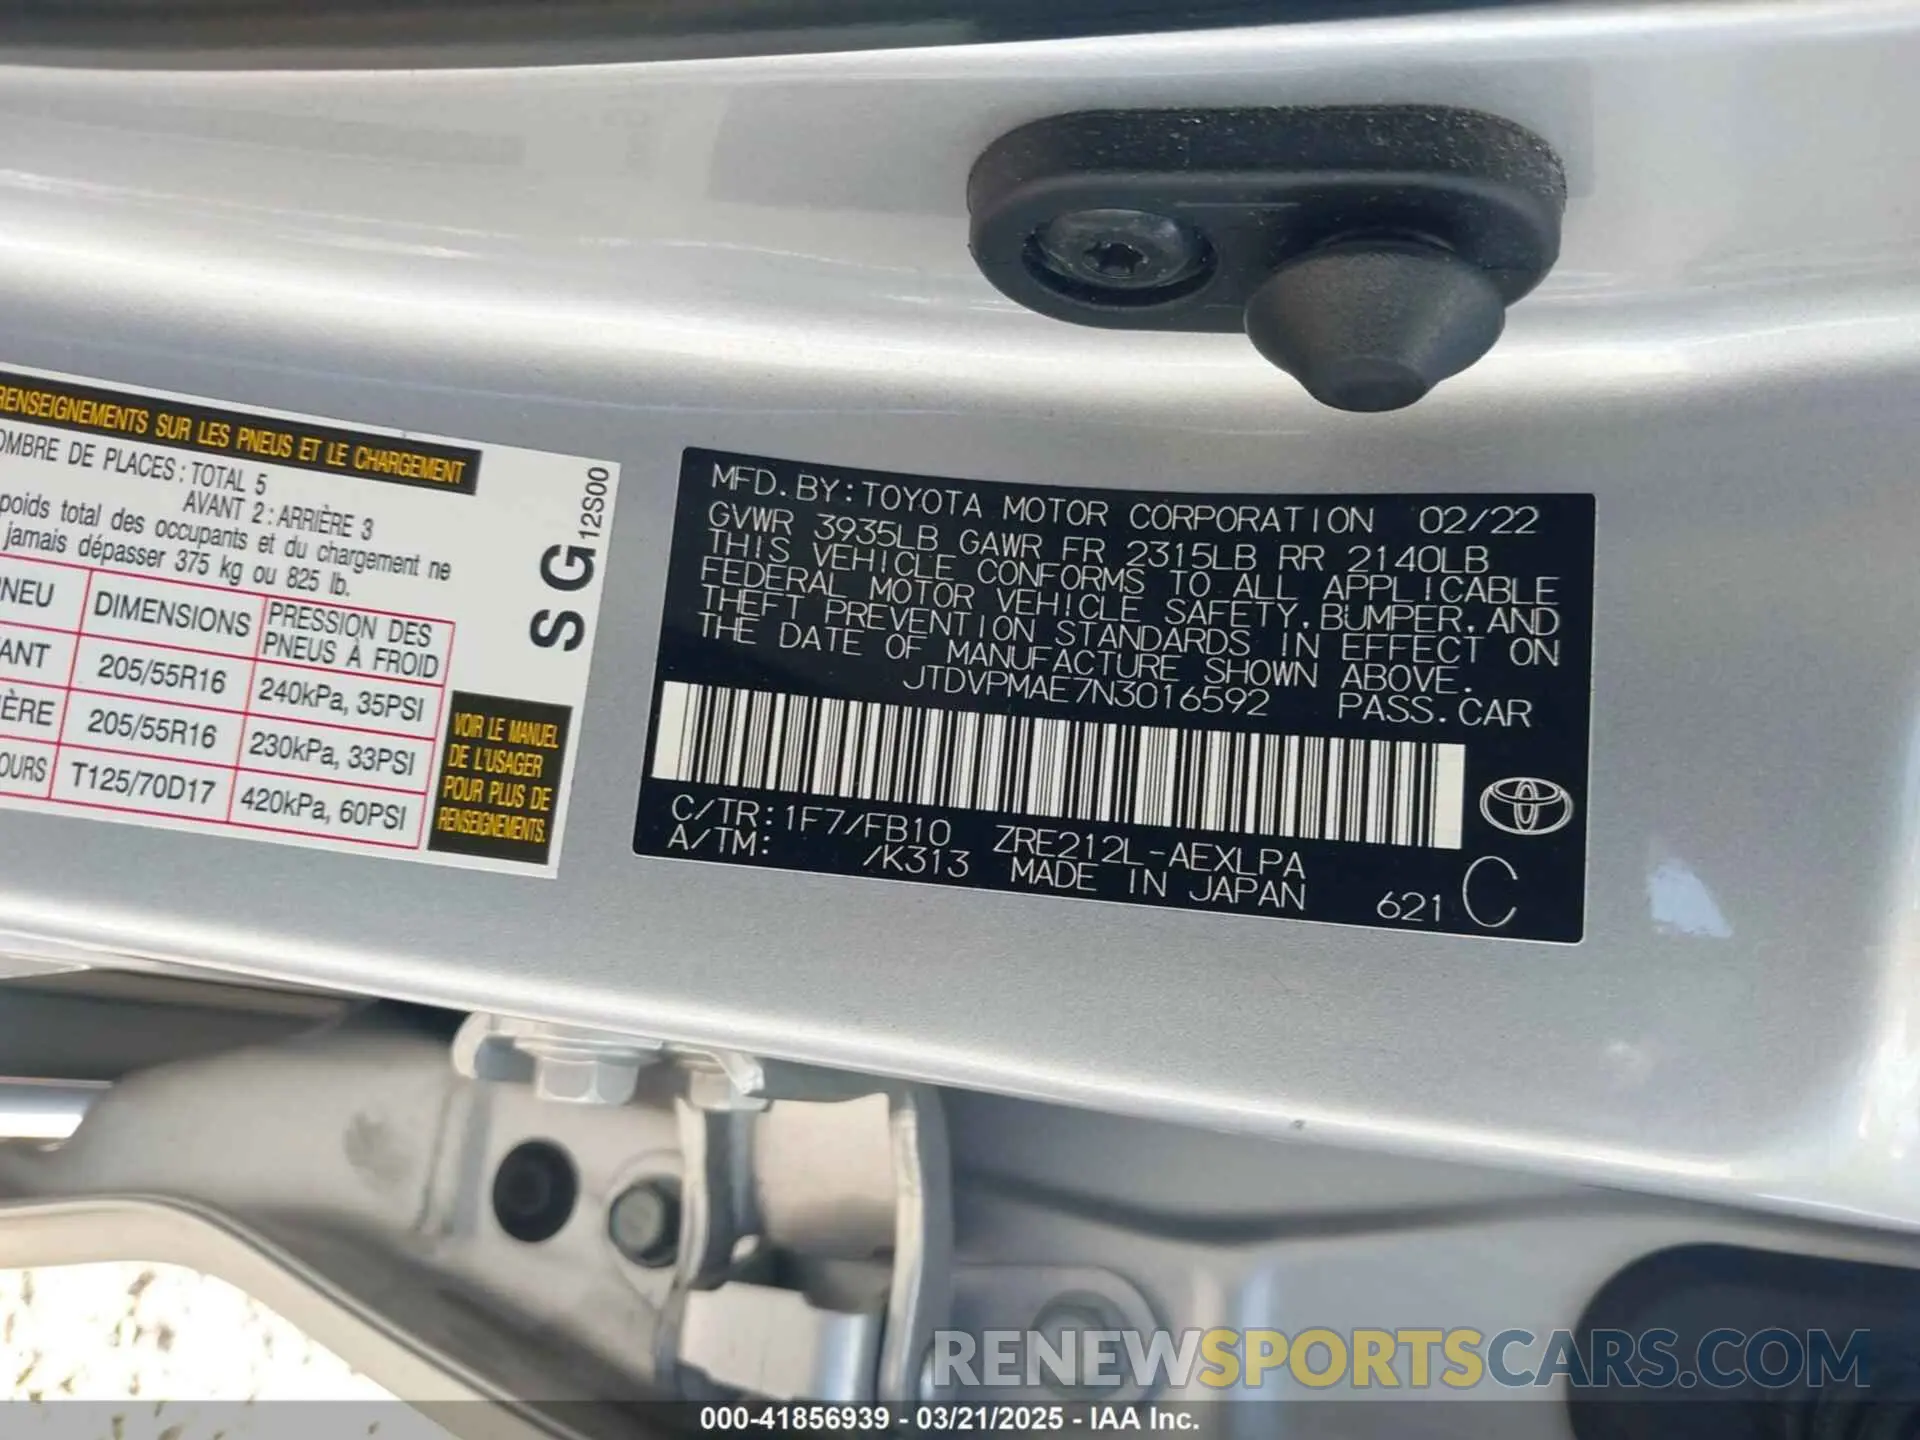 RENSEIGNEMENTS SUR LES PNEUS ET LE CHARGEMENT
OMBRE DE PLACES : TOTAL 5
AVANT 2 : ARRIÈRE 3
poids total des occupants et du chargement ne
jamais dépasser 375 kg ou 825 lb.
PNEU DIMENSIONS PRESSION DES PNEUS À FROID
ANT 205/55R16 240kPa, 35PSI
IÈRE 205/55R16 230kPa, 33PSI
OURS T125/70D17 420kPa, 60PSI
VOIR LE MANUEL
DE L'USAGER
POUR PLUS DE
RENSEIGNEMENTS.
SG 12S00
MFD. BY: TOYOTA MOTOR CORPORATION 02/22
GVWR 3935LB GAWR FR 2315LB RR 2140LB
THIS VEHICLE CONFORMS TO ALL APPLICABLE
FEDERAL MOTOR VEHICLE SAFETY, BUMPER, AND
THEFT PREVENTION STANDARDS IN EFFECT ON
THE DATE OF MANUFACTURE SHOWN ABOVE.
JTDVPMAE7N3016592 PASS. CAR
C/TR: 1F7/FB10 ZRE212L-AEXLPA
A/TM: /K313 MADE IN JAPAN 621 C
RENEWSPORTSCARS.COM
000-41856939 - 03/21/2025 - IAA Inc.